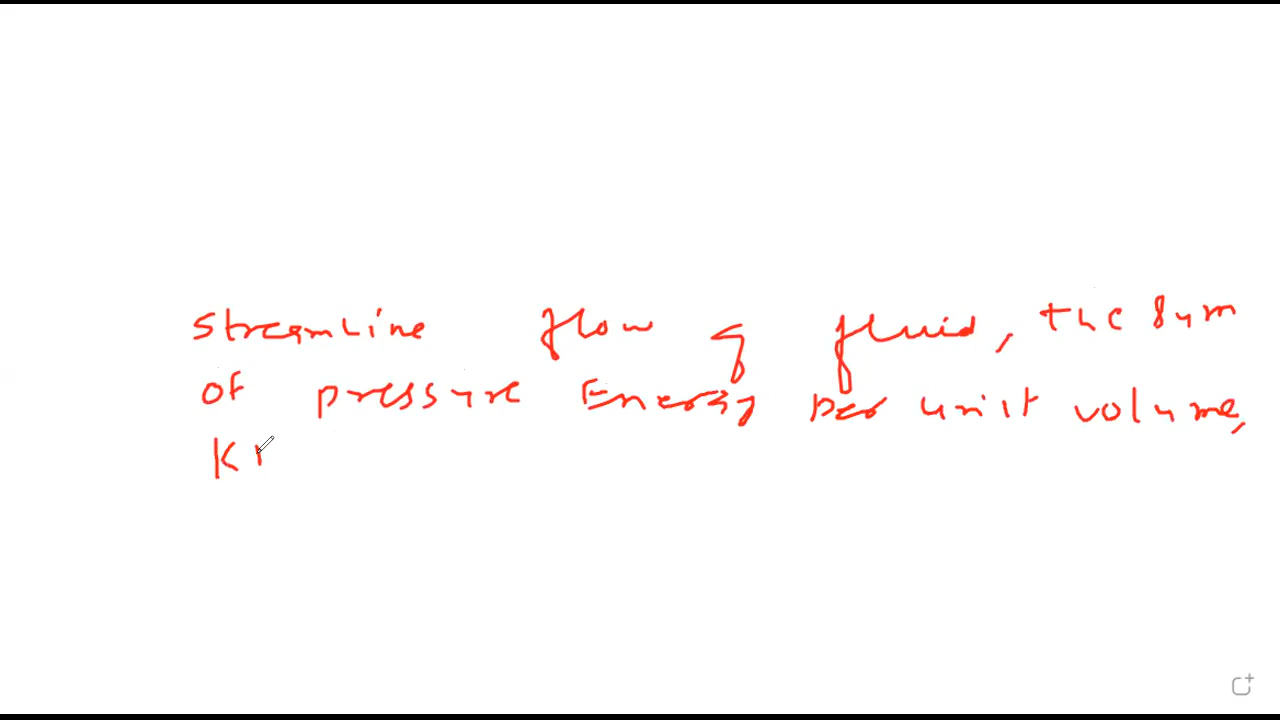 streamline flow of fluid, the sum
of pressure Energy per unit volume,
K